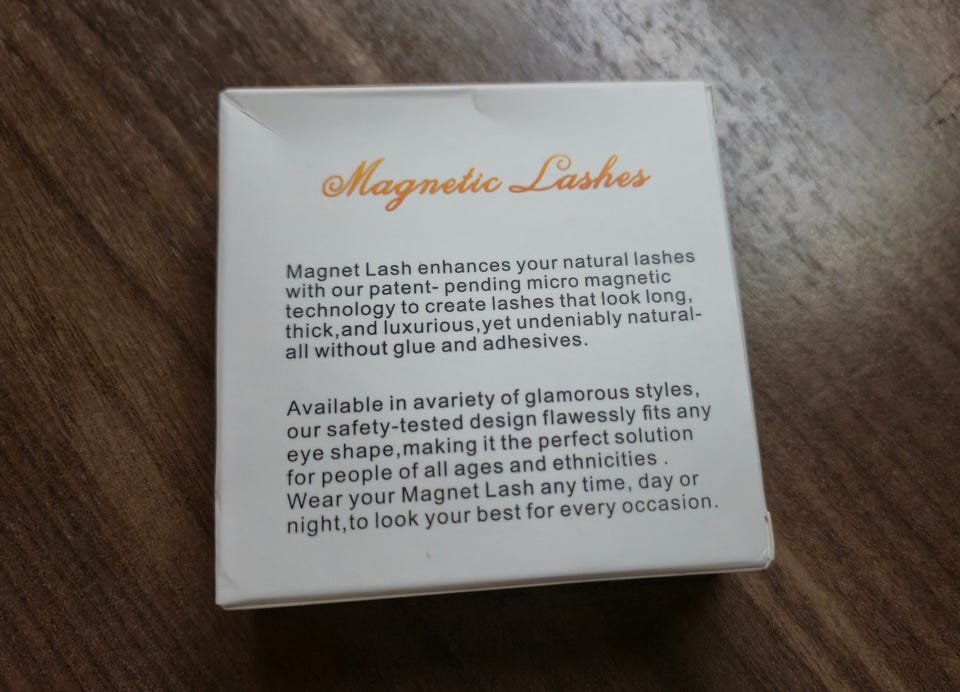 Magnetic Lashes
Magnet Lash enhances your natural lashes
with our patent- pending micro magnetic
technology to create lashes that look long,
thick,and luxurious,yet undeniably natural-
all without glue and adhesives.
Available in avariety of glamorous styles,
our safety-tested design flawessly fits any
eye shape,making it the perfect solution
for people of all ages and ethnicities .
Wear your Magnet Lash any time, day or
night,to look your best for every occasion.